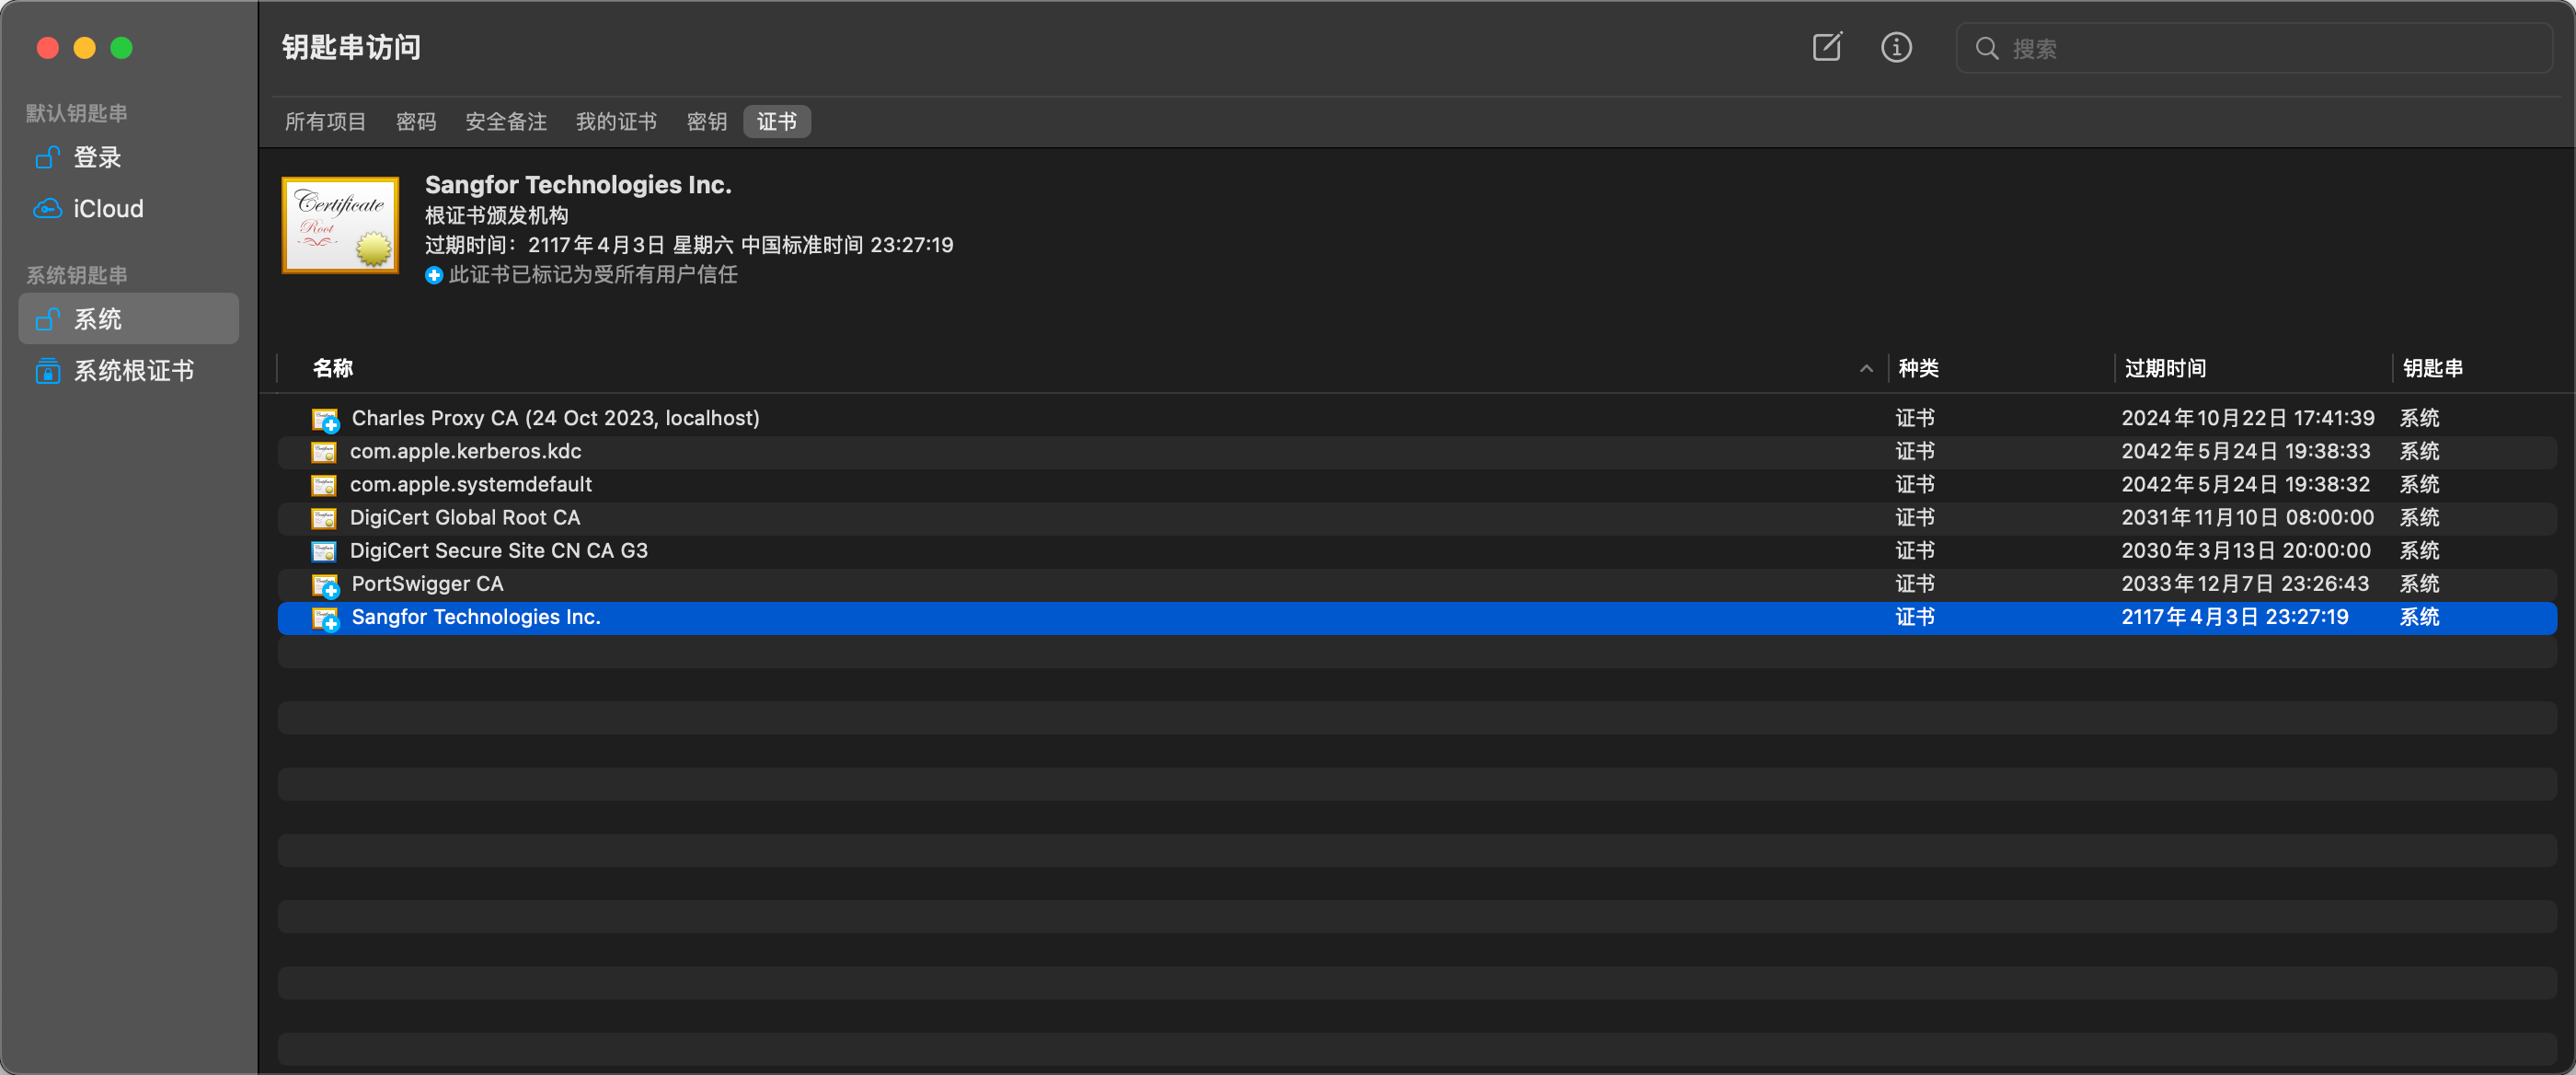 钥匙串访问
搜索
默认钥匙串
登录
iCloud
系统钥匙串
系统
系统根证书
所有项目 密码 安全备注 我的证书 密钥 证书
Certificate
Root
Sangfor Technologies Inc.
根证书颁发机构
过期时间：2117年4月3日 星期六 中国标准时间 23:27:19
此证书已标记为受所有用户信任
名称 种类 过期时间 钥匙串
Charles Proxy CA (24 Oct 2023, localhost) 证书 2024年10月22日 17:41:39 系统
com.apple.kerberos.kdc 证书 2042年5月24日 19:38:33 系统
com.apple.systemdefault 证书 2042年5月24日 19:38:32 系统
DigiCert Global Root CA 证书 2031年11月10日 08:00:00 系统
DigiCert Secure Site CN CA G3 证书 2030年3月13日 20:00:00 系统
PortSwigger CA 证书 2033年12月7日 23:26:43 系统
Sangfor Technologies Inc. 证书 2117年4月3日 23:27:19 系统